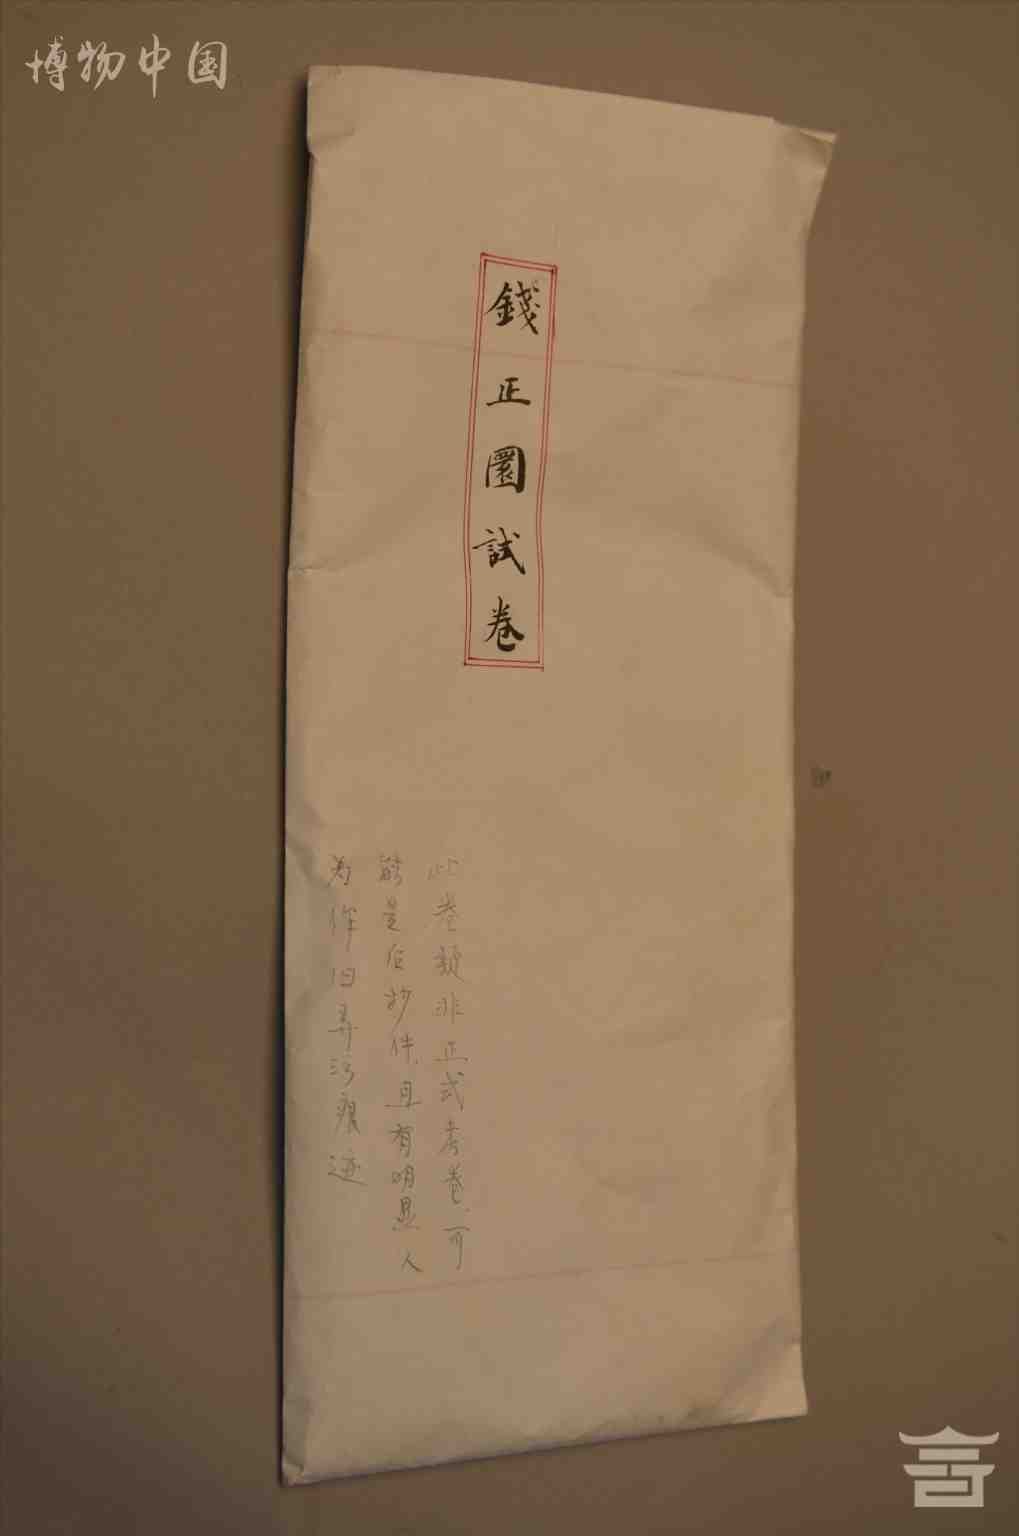 博物中国
錢正圜試卷
此卷疑非正式考卷、可
能是后抄件、且有明显人
为作旧弄污痕迹